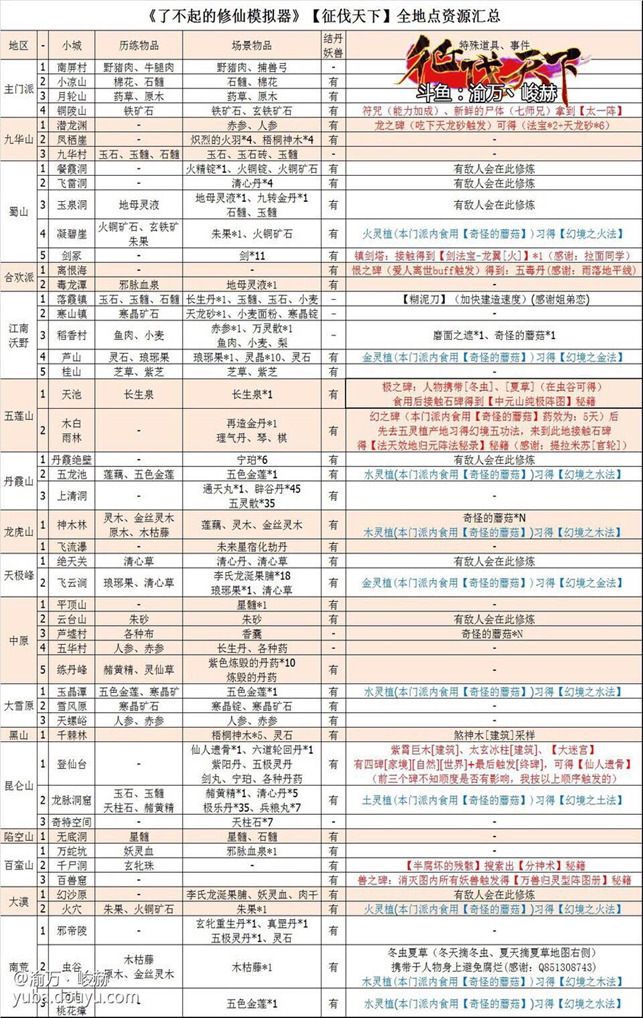 《了不起的修仙模拟器》【征伐天下】全地点资源汇总
地区 - 小城 历练物品 场景物品 结丹妖兽 特殊道具、事件
征伐天下
斗鱼：渝万丶峻赫
主门派 1 南屏村 野猪肉、牛腿肉 野猪肉、捕兽弓 -
2 小凉山 棉花、石髓 石髓、棉花 有
3 月轮山 药草、原木 药草、原木 有
4 铜陵山 铁矿石 铁矿石、玄铁矿石 有 符咒（能力加成）、新鲜的尸体（七师兄）拿到【太一阵】
九华山 1 潜龙渊 - 赤参、人参 有 龙之碑（吃下天龙砂触发）可得（法宝*2+天龙砂*6）
2 凤栖崖 - 炽烈的火羽*4、梧桐神木*4 有 -
3 九华村 玉石、玉髓、石髓 玉石、玉石砖、玉髓 - -
蜀山 1 餐霞洞 - 火精锭*1、火铜锭、火铜矿石 有 有敌人会在此修炼
2 飞雷洞 - 清心丹*4 有 -
3 玉泉洞 地母灵液 地母灵液*1、九转金丹*1 石髓、玉髓 有 有敌人会在此修炼
4 凝碧崖 火铜矿石、玄铁矿 朱果 朱果*1、火铜矿石 有 火灵植(本门派内食用【奇怪的蘑菇】)习得【幻境之火法】
5 剑冢 - 剑*11 有 镇剑塔：接触得到【剑法宝-龙翼[火]】*1（感谢：拉面同学）
合欢派 1 离恨海 - - 有 恨之碑（爱人离世buff触发）得到：五毒丹(感谢：雨落地平线)
2 毒龙潭 邪脉血泉 地母灵液*1 有 -
江南沃野 1 落霞镇 玉石、玉髓、石髓 长生丹*1、玉髓、玉石、小麦 - 【糊泥刀】（加快建造速度）(感谢姐弟恋)
2 寒山镇 寒晶矿石 天龙砂*1、小麦面粉、寒晶锭 - -
3 稻香村 鱼肉、小麦 赤参*1、万灵散*1 鱼肉、小麦、梨 - 磨面之遮*1、奇怪的蘑菇*1
4 芦山 灵石、琅琊果 琅琊果*1、灵晶*10、灵石 有 金灵植(本门派内食用【奇怪的蘑菇】)习得【幻境之金法】
5 桂山 芝草、紫芝 芝草、紫芝 有 -
五莲山 1 天池 长生泉 长生泉*1 有 极之碑：人物携带[冬虫]、[夏草]（在虫谷可得）
食用后接触石碑得到【中元山纯极阵图】秘籍
2 木白雨林 - 再造金丹*1 理气丹、琴、棋 有 幻之碑（本门派内食用【奇怪的蘑菇】药效为：5天）后
先去五灵植产地习得幻境五功法，来到此地接触石碑
得【法天效地归元阵法秘录】秘籍（感谢：提拉米苏[官轮]）
丹霞山 1 丹霞绝壁 - 宁珀*6 有 有敌人会在此修炼
2 五龙池 莲藕、五色金莲 五色金莲*1 有 水灵植(本门派内食用【奇怪的蘑菇】)习得【幻境之水法】
3 上清洞 - 通天丸*1、辟谷丹*45 五灵散*35 有 -
龙虎山 1 神木林 灵木、金丝灵木 原木、木枯藤 莲藕、灵木、金丝灵木 有 奇怪的蘑菇*N
木灵植(本门派内食用【奇怪的蘑菇】)习得【幻境之木法】
1 飞流瀑 - 未来星宿化劫丹 有 -
天极峰 1 绝天关 清心草 清心丹、清心草 有 有敌人会在此修炼
2 飞云洞 琅琊果、清心草 李氏龙涎果脯*18 琅琊果*1、清心草 有 金灵植(本门派内食用【奇怪的蘑菇】)习得【幻境之金法】
中原 1 平顶山 - 星髓*1 有 -
2 云台山 朱砂 朱砂 有 有敌人会在此修炼
3 芦墟村 各种布 香囊 - 奇怪的蘑菇*N
4 五华村 人参、赤参 长生丹、各种药 有 -
5 练丹峰 赭黄精、灵仙草 紫色炼毁的丹药*10 炼毁的丹药 有 -
大雪原 1 玉晶潭 五色金莲、寒晶矿 五色金莲*1 有 水灵植(本门派内食用【奇怪的蘑菇】)习得【幻境之水法】
2 雪风原 寒晶矿石 寒晶锭、寒晶矿石 有 -
3 天螺峪 人参、赤参 人参、赤参 有 -
黑山 1 千棘林 - 梧桐神木*5、灵石 有 煞神木[建筑]采样
昆仑山 1 登仙台 - 仙人遗骨*1、六道轮回丹*1 紫阳丹、五极灵丹 剑丸、宁珀、各种丹药 有 紫霄巨木[建筑]、太玄冰柱[建筑]、【大迷宫】
有四碑[家境][自然][世界]+最后触发[终碑]，可得【仙人遗骨】
（前三个碑不知顺度是否有影响，我按以上顺序触发的）
2 龙脉洞窟 玉石、玉髓 天柱石、赭黄精 赭黄精*1、清心丹*5 极乐丹*35、兵粮丸*7 有 土灵植(本门派内食用【奇怪的蘑菇】)习得【幻境之土法】
3 奇特空间 - 天柱石*7 有 -
陷空山 1 无底洞 星髓 星髓、石髓 有 -
百蛮山 1 万蛇坑 妖灵血 邪脉血泉*1 有 -
2 千尸洞 玄牝珠 - 有 【半腐坏的残骸】搜索出【分神术】秘籍
3 百兽窟 - - 有 兽之碑：消灭图内所有妖兽触发得【万兽归灵型阵图册】秘籍
大漠 1 幻沙原 - 李氏龙涎果脯、妖灵血、肉干 有 有敌人会在此修炼
2 火穴 朱果、火铜矿石 朱果*1 有 火灵植(本门派内食用【奇怪的蘑菇】)习得【幻境之火法】
南荒 1 邪帝陵 - 玄牝重生丹*1、真罡丹*1 五极灵丹*1、灵石 有 -
2 虫谷 木枯藤 原木、金丝灵木 木枯藤*1 有 冬虫夏草（冬天摘冬虫、夏天摘夏草地图右侧）
携带于人物身上避免腐烂(感谢：Q851308743)
木灵植(本门派内食用【奇怪的蘑菇】)习得【幻境之木法】
3 桃花瘴 - 五色金莲*1 有 水灵植(本门派内食用【奇怪的蘑菇】)习得【幻境之水法】
@渝万丶峻赫
yuba.douyu.com